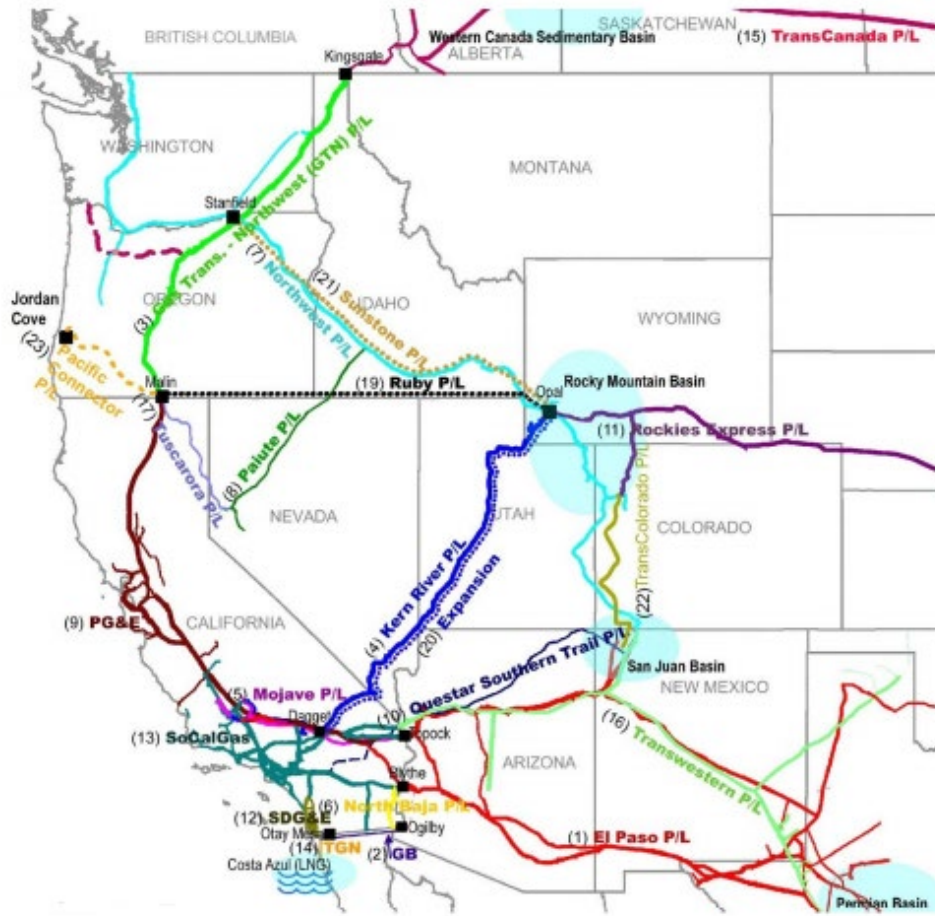 BRITISH COLUMBIA
SASKATCHEWAN
Western Canada Sedimentary Basin
(15) TransCanada P/L
ALBERTA
Kingsgate
WASHINGTON
MONTANA
Stanfield
(3) Trans. - Northwest (GTN) P/L
(7) Northwest P/L
(21) Sunstone P/L
OREGON
IDAHO
Jordan
Cove
(23)
Pacific
Connector
P/L
WYOMING
Malin
(19) Ruby P/L
Opal
Rocky Mountain Basin
(17) Tuscarora P/L
(8) Paiute P/L
(11) Rockies Express P/L
NEVADA
UTAH
COLORADO
(22) TransColorado P/L
(4) Kern River P/L
(20) Expansion
(9) PG&E
CALIFORNIA
(10) Questar Southern Trail P/L
San Juan Basin
NEW MEXICO
(5) Mojave P/L
Dagget
(13) SoCalGas
(16) Transwestern P/L
ARIZONA
Blythe
(6) North Baja P/L
(12) SDG&E
Otay Mesa
Ogilby
(1) El Paso P/L
(14) TGN
(2) GB
Costa Azul (LNG)
Permian Basin